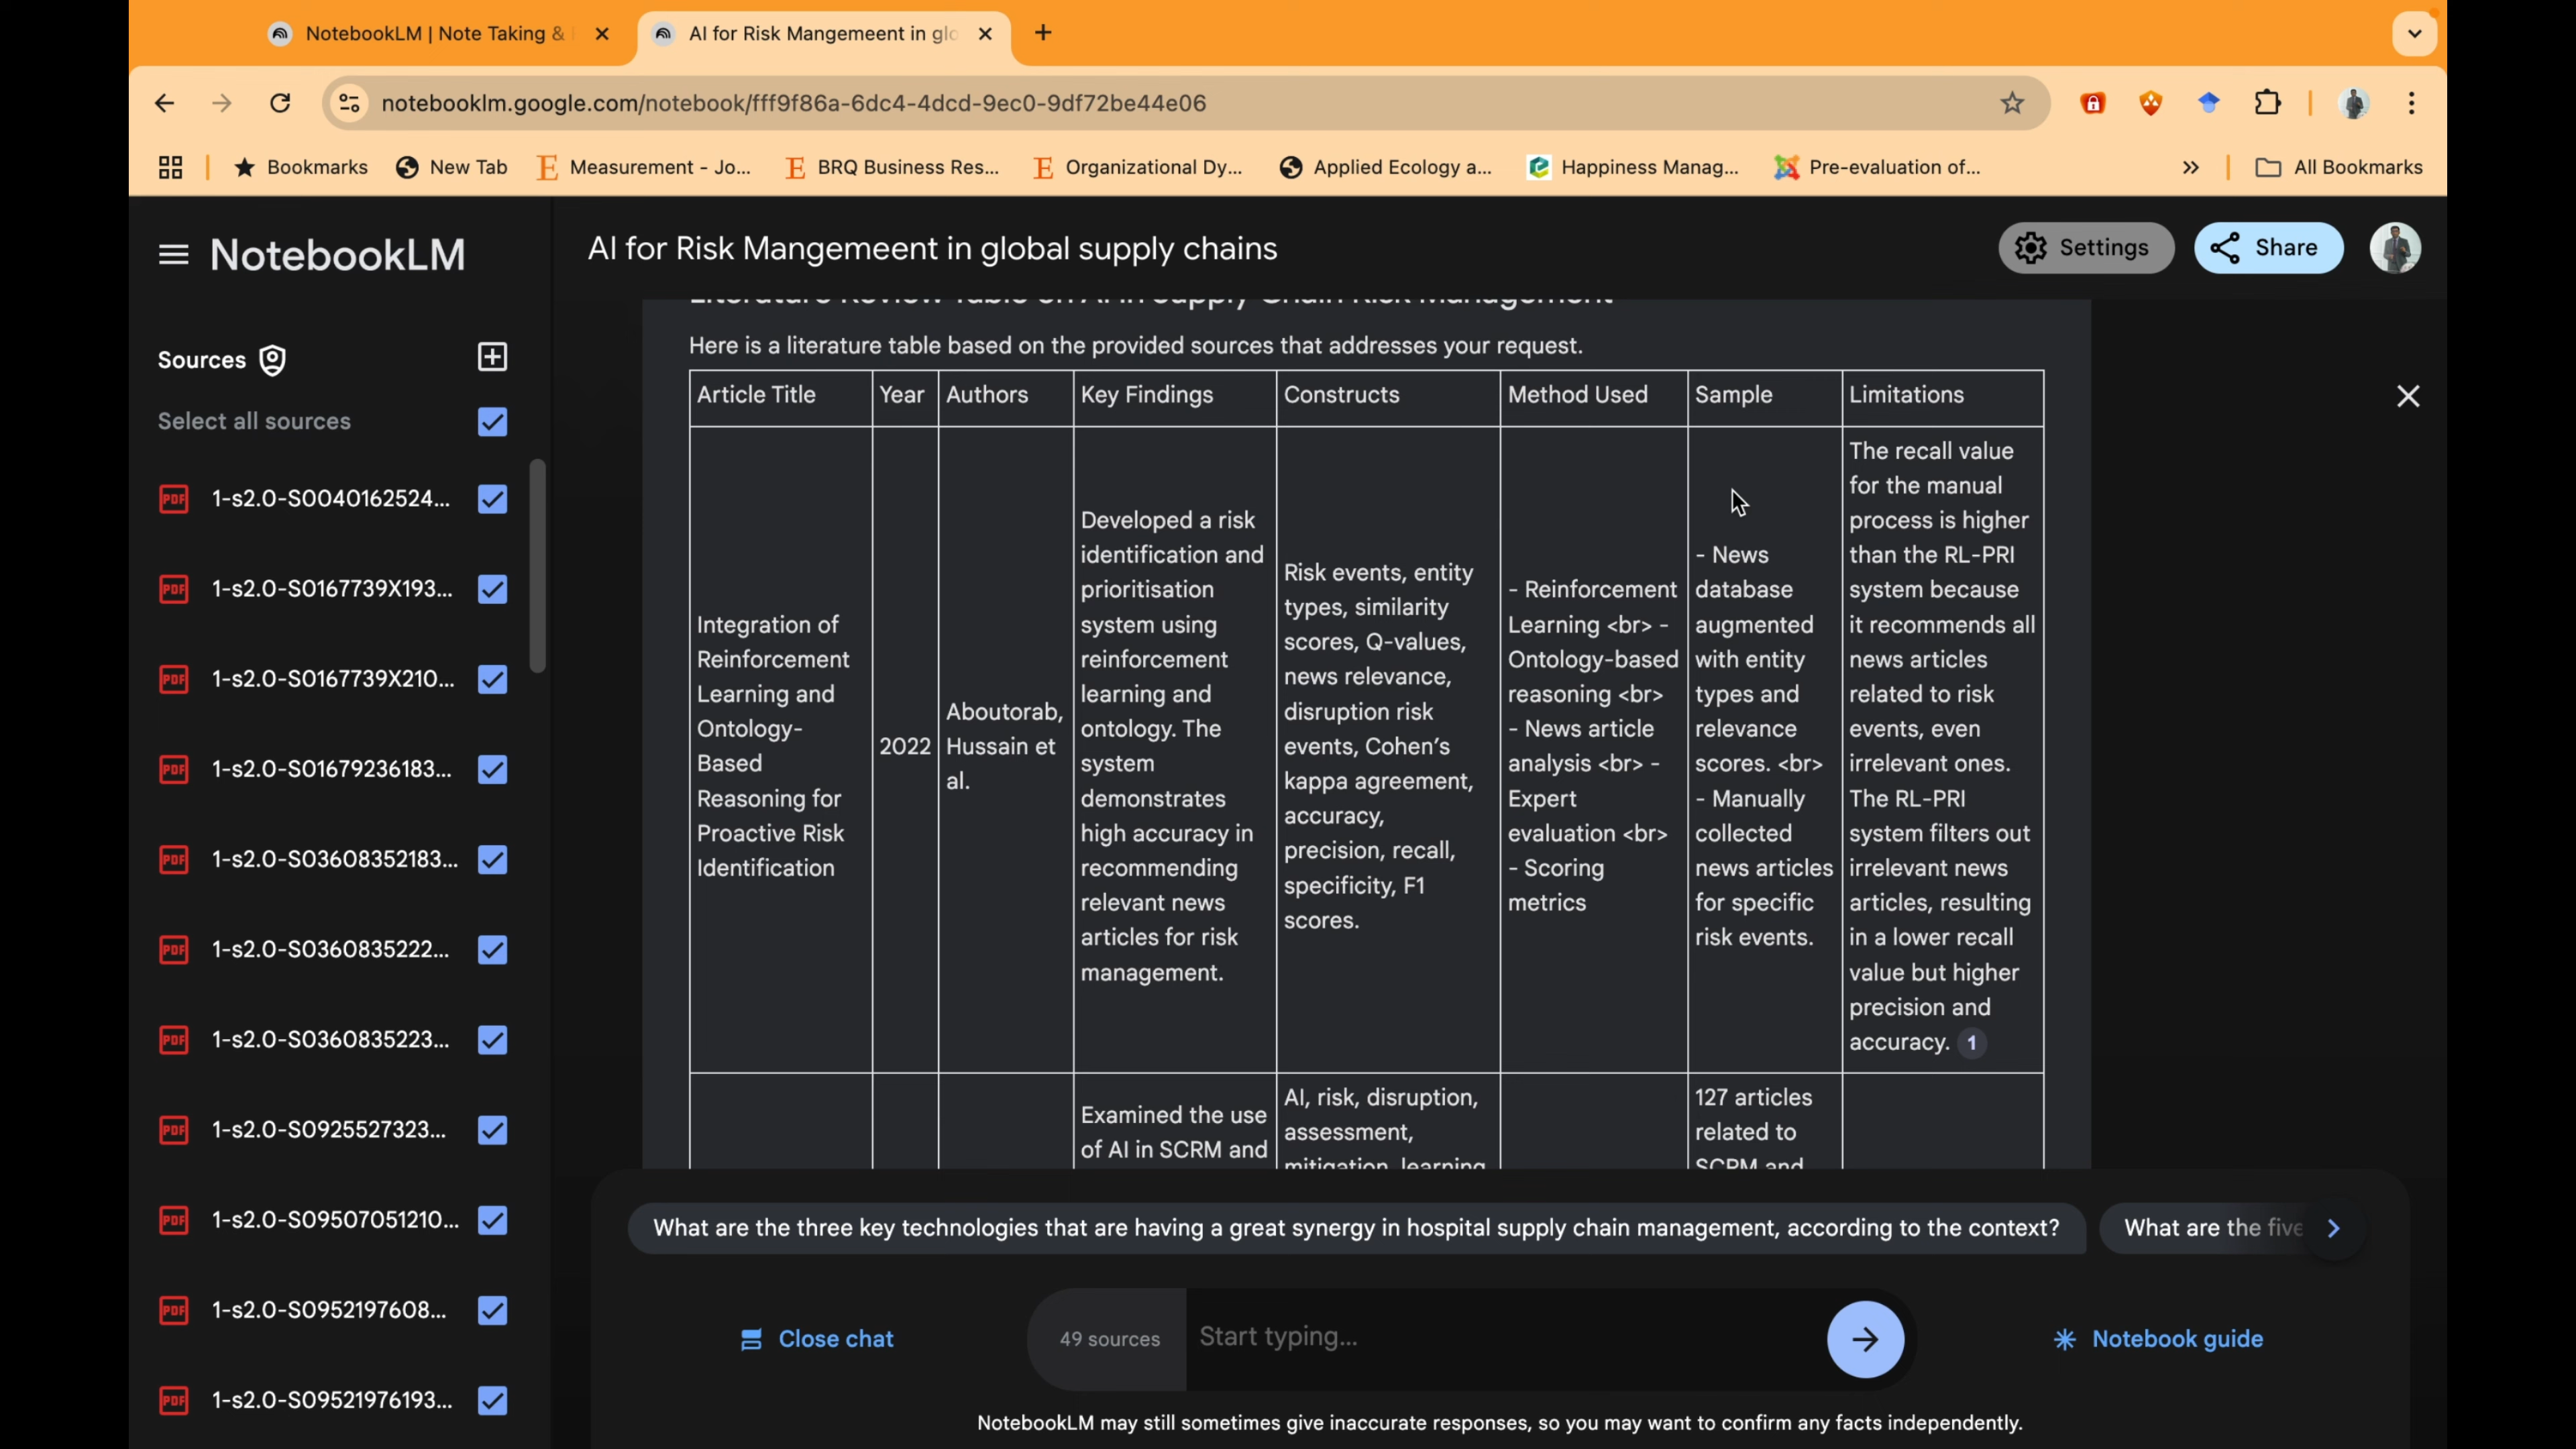 NotebookLM | Note Taking &
AI for Risk Mangemeent in glo
notebooklm.google.com/notebook/fff9f86a-6dc4-4dcd-9ec0-9df72be44e06
Bookmarks
New Tab
Measurement - Jo...
BRQ Business Res...
Organizational Dy...
Applied Ecology a...
Happiness Manag...
Pre-evaluation of...
All Bookmarks
NotebookLM
AI for Risk Mangemeent in global supply chains
Settings
Share
Sources
Select all sources
1-s2.0-S0040162524...
1-s2.0-S0167739X193...
1-s2.0-S0167739X210...
1-s2.0-S01679236183...
1-s2.0-S03608352183...
1-s2.0-S0360835222...
1-s2.0-S0360835223...
1-s2.0-S0925527323...
1-s2.0-S09507051210...
1-s2.0-S0952197608...
1-s2.0-S09521976193...
Literature Review Table on AI in Supply Chain Risk Management
Here is a literature table based on the provided sources that addresses your request.
Article Title
Year
Authors
Key Findings
Constructs
Method Used
Sample
Limitations
Integration of
Reinforcement
Learning and
Ontology-
Based
Reasoning for
Proactive Risk
Identification
2022
Aboutorab,
Hussain et
al.
Developed a risk
identification and
prioritisation
system using
reinforcement
learning and
ontology. The
system
demonstrates
high accuracy in
recommending
relevant news
articles for risk
management.
Risk events, entity
types, similarity
scores, Q-values,
news relevance,
disruption risk
events, Cohen's
kappa agreement,
accuracy,
precision, recall,
specificity, F1
scores.
- Reinforcement
Learning <br> -
Ontology-based
reasoning <br>
- News article
analysis <br> -
Expert
evaluation <br>
- Scoring
metrics
- News
database
augmented
with entity
types and
relevance
scores. <br>
- Manually
collected
news articles
for specific
risk events.
The recall value
for the manual
process is higher
than the RL-PRI
system because
it recommends all
news articles
related to risk
events, even
irrelevant ones.
The RL-PRI
system filters out
irrelevant news
articles, resulting
in a lower recall
value but higher
precision and
accuracy. 1
Examined the use
of AI in SCRM and
AI, risk, disruption,
assessment,
mitigation, learning
127 articles
related to
SCRM and
What are the three key technologies that are having a great synergy in hospital supply chain management, according to the context?
What are the five
Close chat
49 sources
Start typing...
Notebook guide
NotebookLM may still sometimes give inaccurate responses, so you may want to confirm any facts independently.